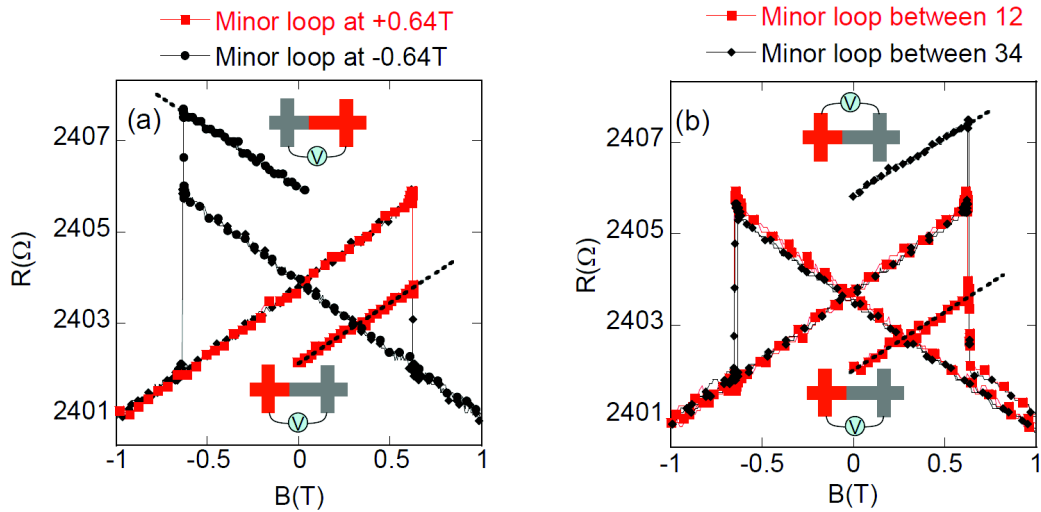 Minor loop at +0.64T
Minor loop at -0.64T
(a)
V
V
2407
2405
2403
2401
R(Ω)
-1
-0.5
0
0.5
1
B(T)
Minor loop between 12
Minor loop between 34
(b)
V
V
2407
2405
2403
2401
R(Ω)
-1
-0.5
0
0.5
1
B(T)